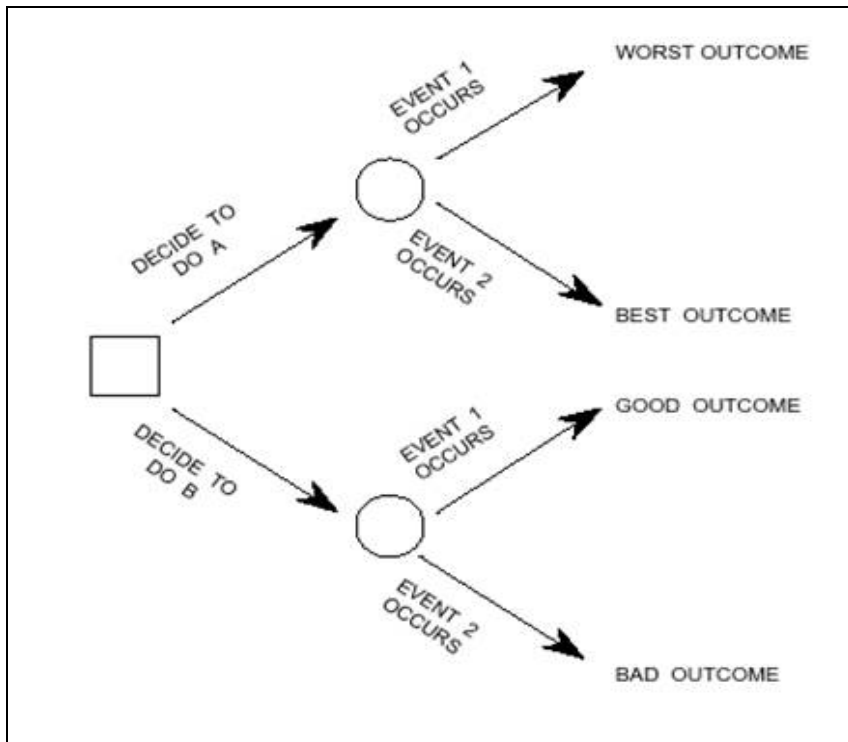 WORST OUTCOME
EVENT 1
OCCURS
DECIDE TO
DO A
EVENT 2
OCCURS
BEST OUTCOME
GOOD OUTCOME
EVENT 1
OCCURS
DECIDE TO
DO B
EVENT 2
OCCURS
BAD OUTCOME